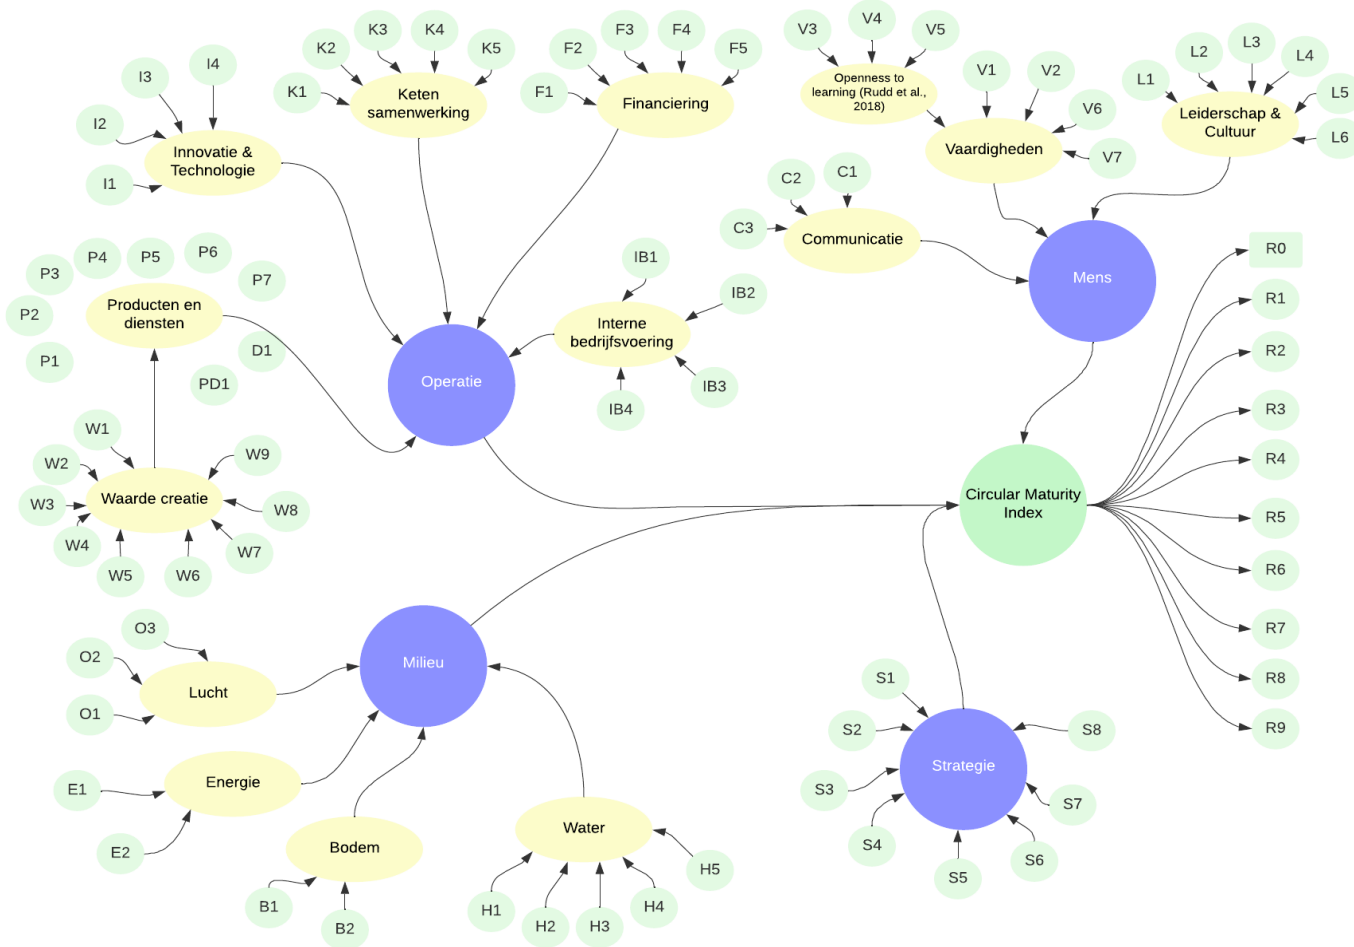 K3
K4
K2
K5
K1
Keten
samenwerking
F3
F4
F2
F5
F1
Financiering
V3
V4
V5
Openness to
learning (Rudd et al.,
2018)
V1
V2
V6
V7
Vaardigheden
L1
L2
L3
L4
L5
L6
Leiderschap &
Cultuur
I3
I4
I2
I1
Innovatie &
Technologie
C2
C1
C3
Communicatie
Mens
P4
P5
P6
P3
P7
P2
P1
D1
PD1
Producten en
diensten
IB1
IB2
IB3
IB4
Interne
bedrijfsvoering
Operatie
W1
W2
W3
W4
W5
W6
W7
W8
W9
Waarde creatie
Circular Maturity
Index
R0
R1
R2
R3
R4
R5
R6
R7
R8
R9
O3
O2
O1
Lucht
Milieu
E1
E2
Energie
B1
B2
Bodem
Water
H1
H2
H3
H4
H5
S1
S2
S3
S4
S5
S6
S7
S8
Strategie